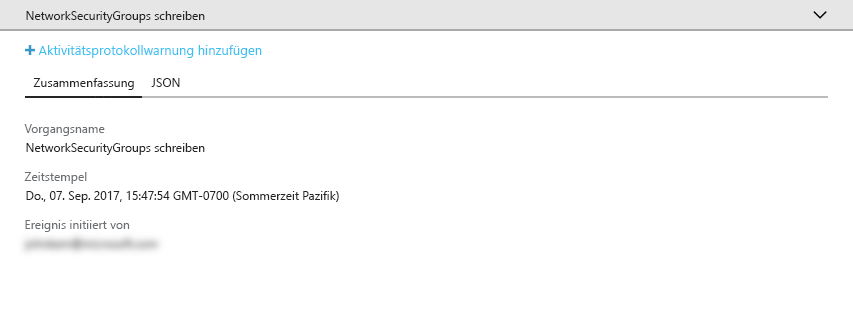 NetworkSecurityGroups schreiben
Aktivitätsprotokollwarnung hinzufügen
Zusammenfassung JSON
Vorgangsname
NetworkSecurityGroups schreiben
Zeitstempel
Do., 07. Sep. 2017, 15:47:54 GMT-0700 (Sommerzeit Pazifik)
Ereignis initiiert von